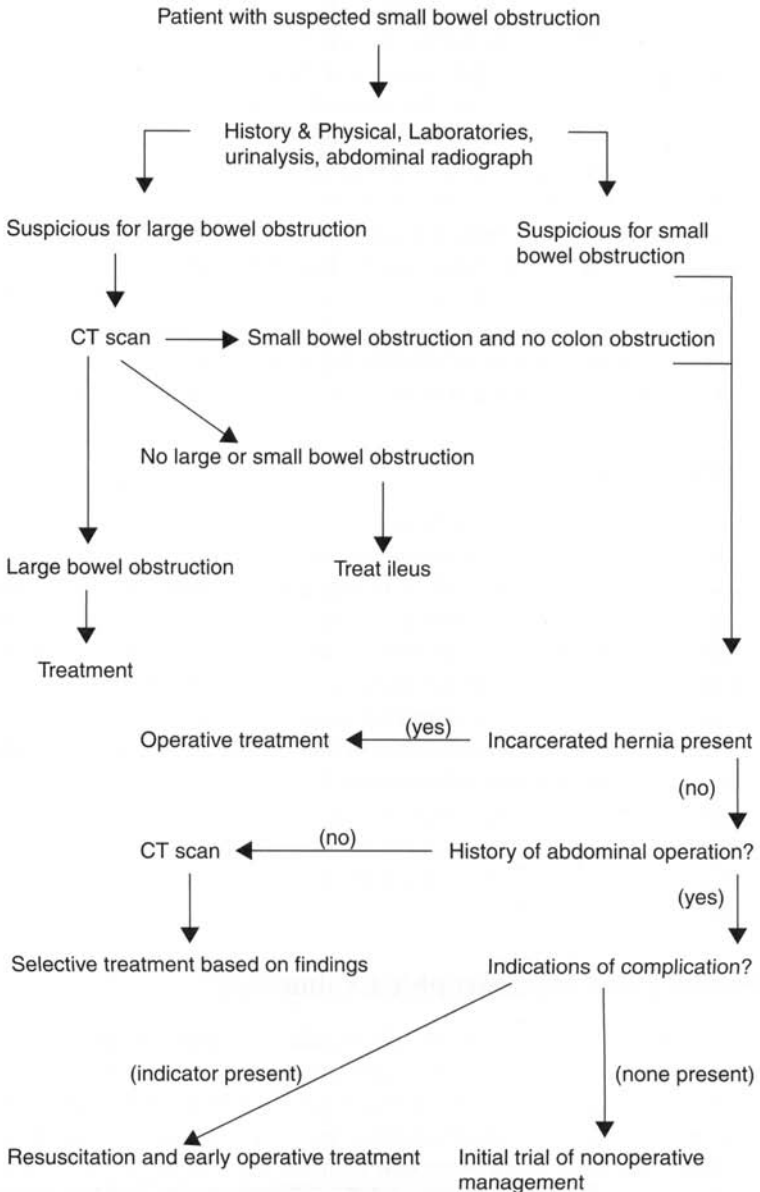 Patient with suspected small bowel obstruction
History & Physical, Laboratories,
urinalysis, abdominal radiograph
Suspicious for large bowel obstruction
Suspicious for small
bowel obstruction
CT scan
Small bowel obstruction and no colon obstruction
No large or small bowel obstruction
Large bowel obstruction
Treat ileus
Treatment
Operative treatment
(yes)
Incarcerated hernia present
(no)
CT scan
(no)
History of abdominal operation?
(yes)
Selective treatment based on findings
Indications of complication?
(indicator present)
(none present)
Resuscitation and early operative treatment
Initial trial of nonoperative
management